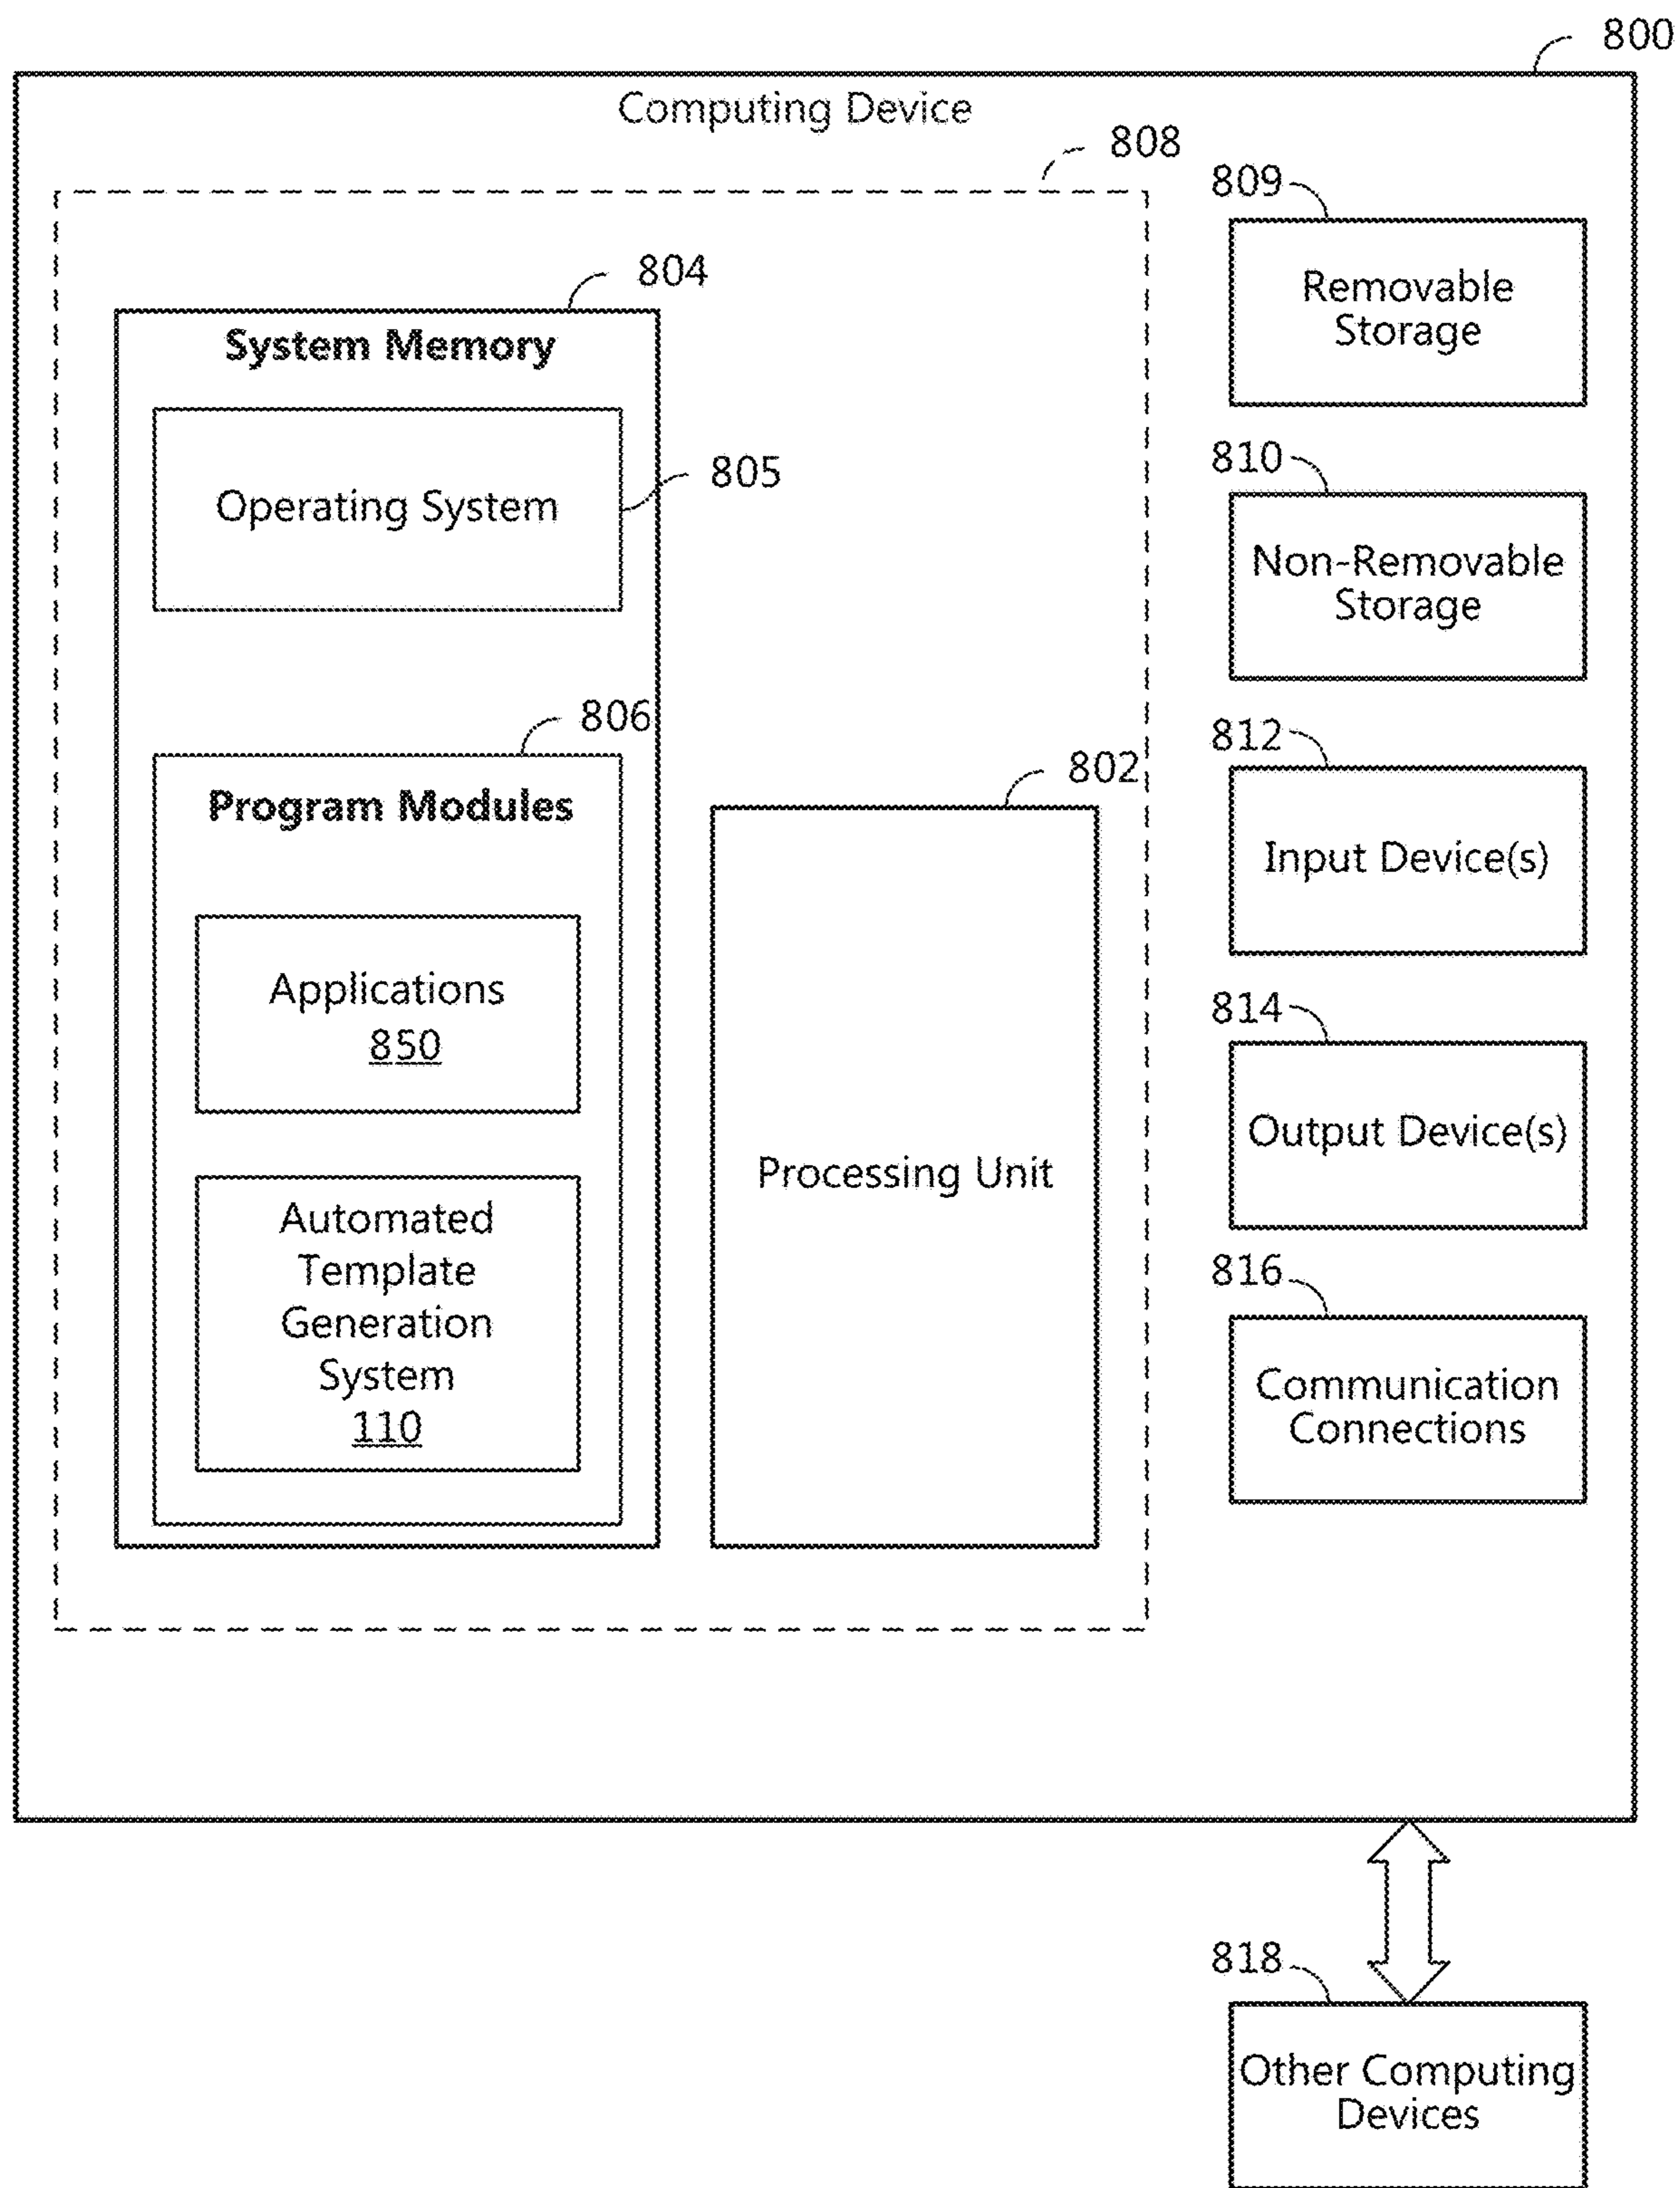 800
Computing Device
808
804
System Memory
Operating System
805
806
Program Modules
Applications
850
Automated
Template
Generation
System
110
802
Processing Unit
809
Removable
Storage
810
Non-Removable
Storage
812
Input Device(s)
814
Output Device(s)
816
Communication
Connections
818
Other Computing
Devices